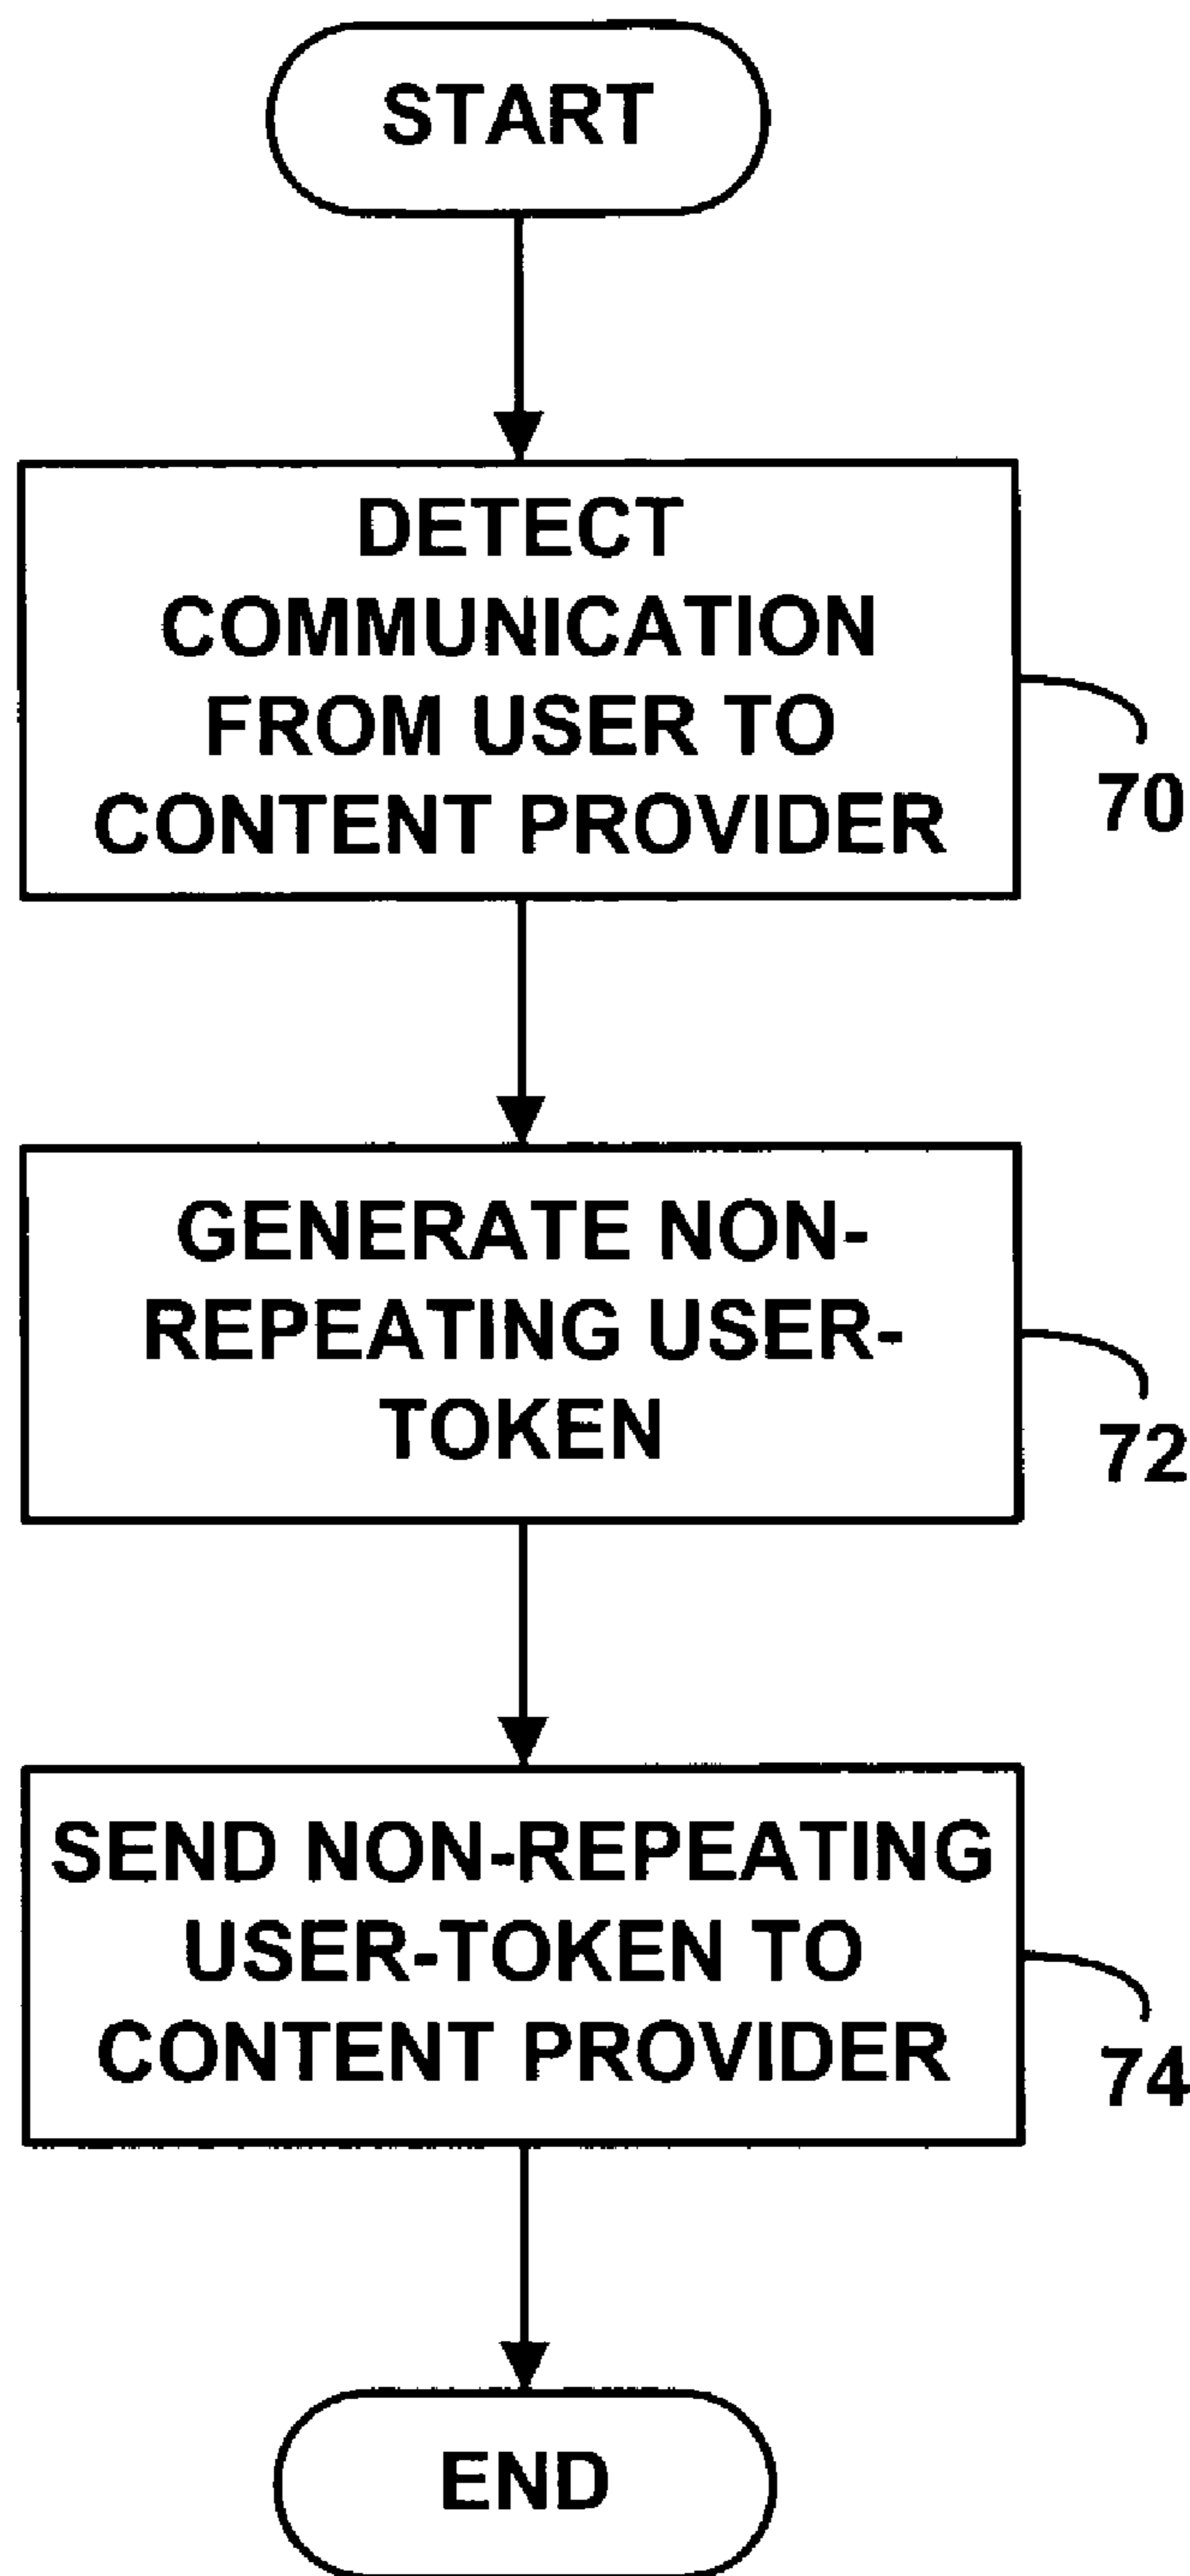 START
DETECT
COMMUNICATION
FROM USER TO
CONTENT PROVIDER
70
GENERATE NON-
REPEATING USER-
TOKEN
72
SEND NON-REPEATING
USER-TOKEN TO
CONTENT PROVIDER
74
END